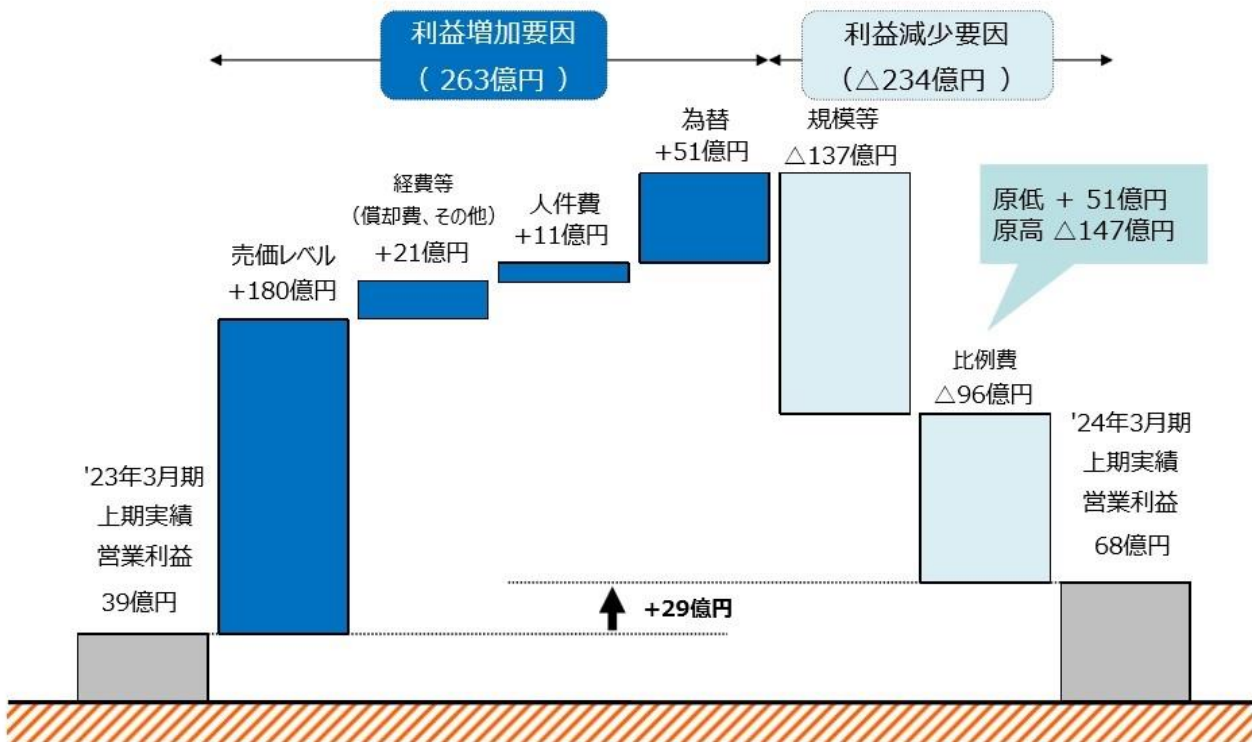 利益増加要因
（ 263億円 ）
利益減少要因
（△234億円 ）
為替
+51億円
規模等
△137億円
原低 + 51億円
原高 △147億円
経費等
（償却費、その他）
+21億円
人件費
+11億円
売価レベル
+180億円
比例費
△96億円
'23年3月期
上期実績
営業利益
39億円
'24年3月期
上期実績
営業利益
68億円
+29億円